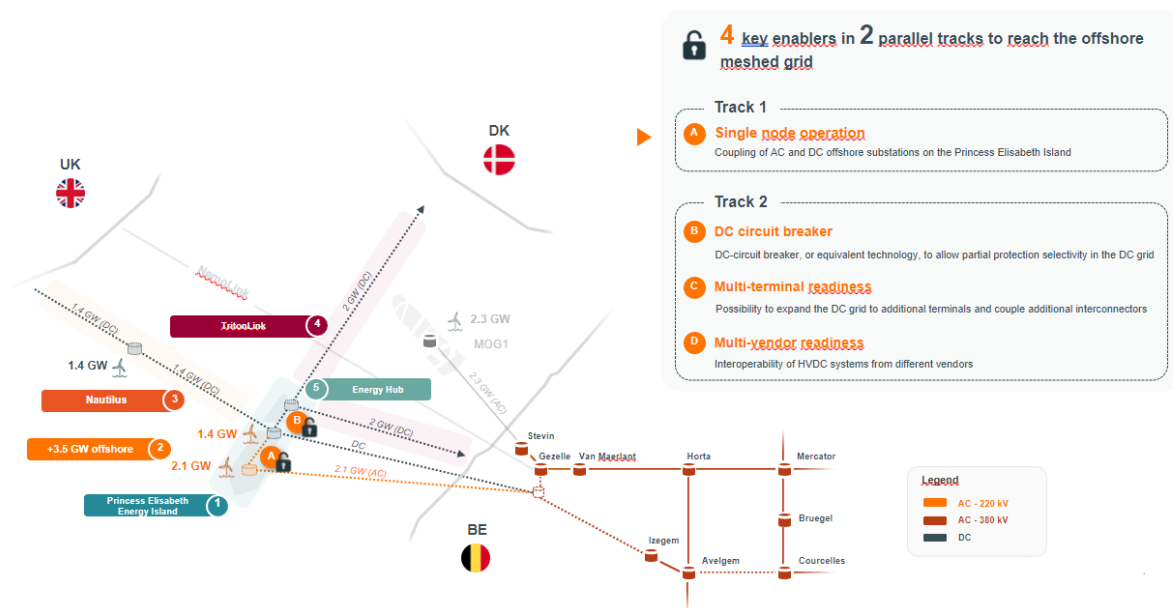 4 key enablers in 2 parallel tracks to reach the offshore
meshed grid
Track 1
A
Single node operation
Coupling of AC and DC offshore substations on the Princess Elisabeth Island
Track 2
B
DC circuit breaker
DC-circuit breaker, or equivalent technology, to allow partial protection selectivity in the DC grid
C
Multi-terminal readiness
Possibility to expand the DC grid to additional terminals and couple additional interconnectors
D
Multi-vendor readiness
Interoperability of HVDC systems from different vendors
UK
DK
NemoLink
1.4 GW (DC)
2 GW (DC)
TritonLink
4
2.3 GW
MOG1
1.4 GW
1.4 GW (DC)
2.3 GW (AC)
Nautilus
3
5
Energy Hub
B
2 GW (DC)
1.4 GW
DC
+3.5 GW offshore
2
A
2.1 GW
2.1 GW (AC)
Princess Elisabeth
Energy Island
1
BE
Stevin
Gezelle
Van Maerlant
Horta
Mercator
Bruegel
Izegem
Avelgem
Courcelles
Legend
AC - 220 kV
AC - 380 kV
DC